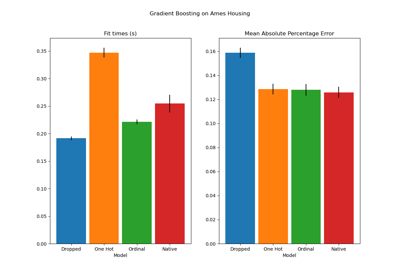 Gradient Boosting on Ames Housing
Fit times (s)
0.35
0.30
0.25
0.20
0.15
0.10
0.05
0.00
Dropped One Hot Ordinal Native
Model
Mean Absolute Percentage Error
0.16
0.14
0.12
0.10
0.08
0.06
0.04
0.02
0.00
Dropped One Hot Ordinal Native
Model